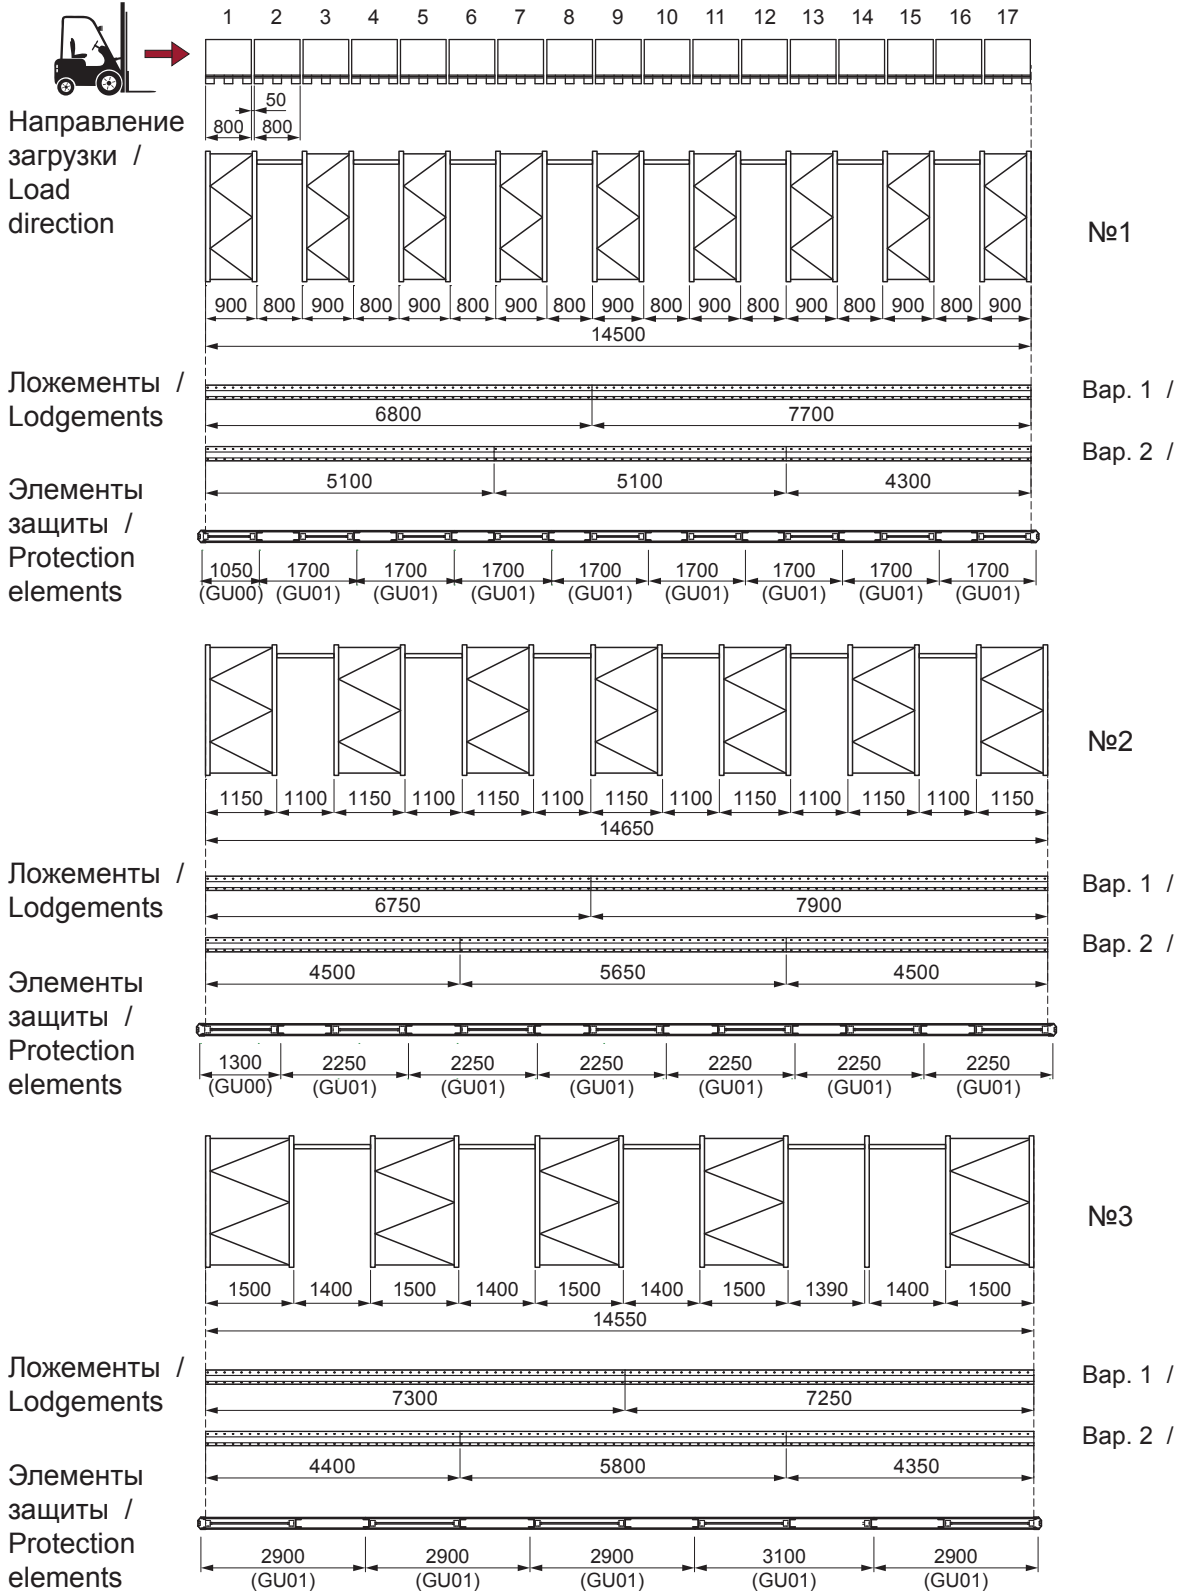 1 2 3 4 5 6 7 8 9 10 11 12 13 14 15 16 17
Направление
загрузки /
Load
direction
50
800 800
№1
900 800 900 800 900 800 900 800 900 800 900 800 900 800 900 800 900
14500
Ложементы /
Lodgements
Вар. 1 /
6800 7700
Вар. 2 /
5100 5100 4300
Элементы
защиты /
Protection
elements
1050 1700 1700 1700 1700 1700 1700 1700 1700
(GU00) (GU01) (GU01) (GU01) (GU01) (GU01) (GU01) (GU01) (GU01)
№2
1150 1100 1150 1100 1150 1100 1150 1100 1150 1100 1150 1100 1150
14650
Ложементы /
Lodgements
Вар. 1 /
6750 7900
Вар. 2 /
4500 5650 4500
Элементы
защиты /
Protection
elements
1300 2250 2250 2250 2250 2250 2250
(GU00) (GU01) (GU01) (GU01) (GU01) (GU01) (GU01)
№3
1500 1400 1500 1400 1500 1400 1500 1390 1400 1500
14550
Ложементы /
Lodgements
Вар. 1 /
7300 7250
Вар. 2 /
4400 5800 4350
Элементы
защиты /
Protection
elements
2900 2900 2900 3100 2900
(GU01) (GU01) (GU01) (GU01) (GU01)